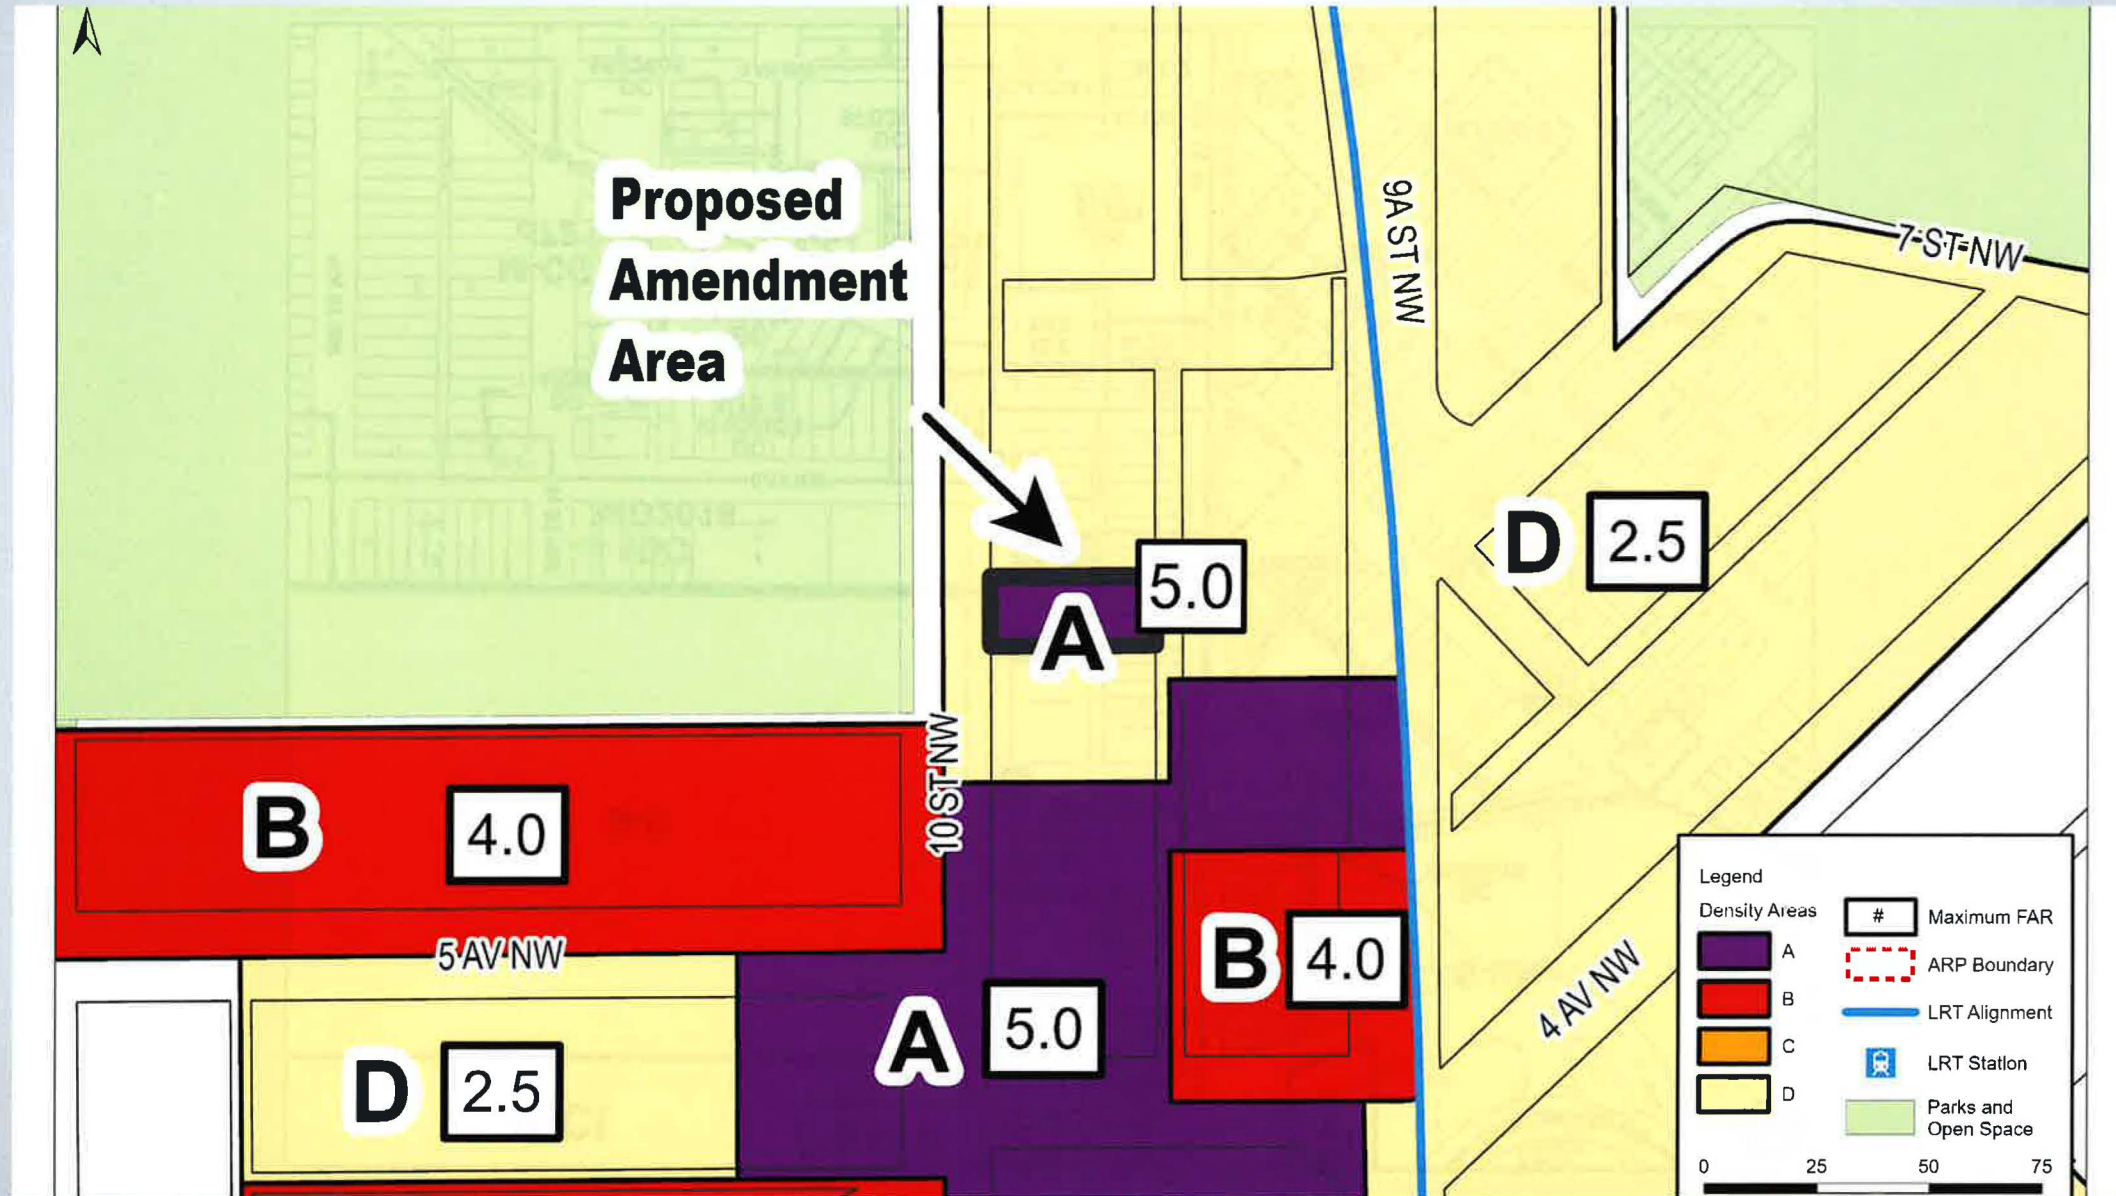 Proposed
Amendment
Area
9A ST NW
7 ST NW
D 2.5
5.0
A
10 ST NW
B 4.0
5 AV NW
B 4.0
A 5.0
D 2.5
4 AV NW
Legend
Density Areas
A
B
C
D
# Maximum FAR
ARP Boundary
LRT Alignment
LRT Station
Parks and
Open Space
0 25 50 75